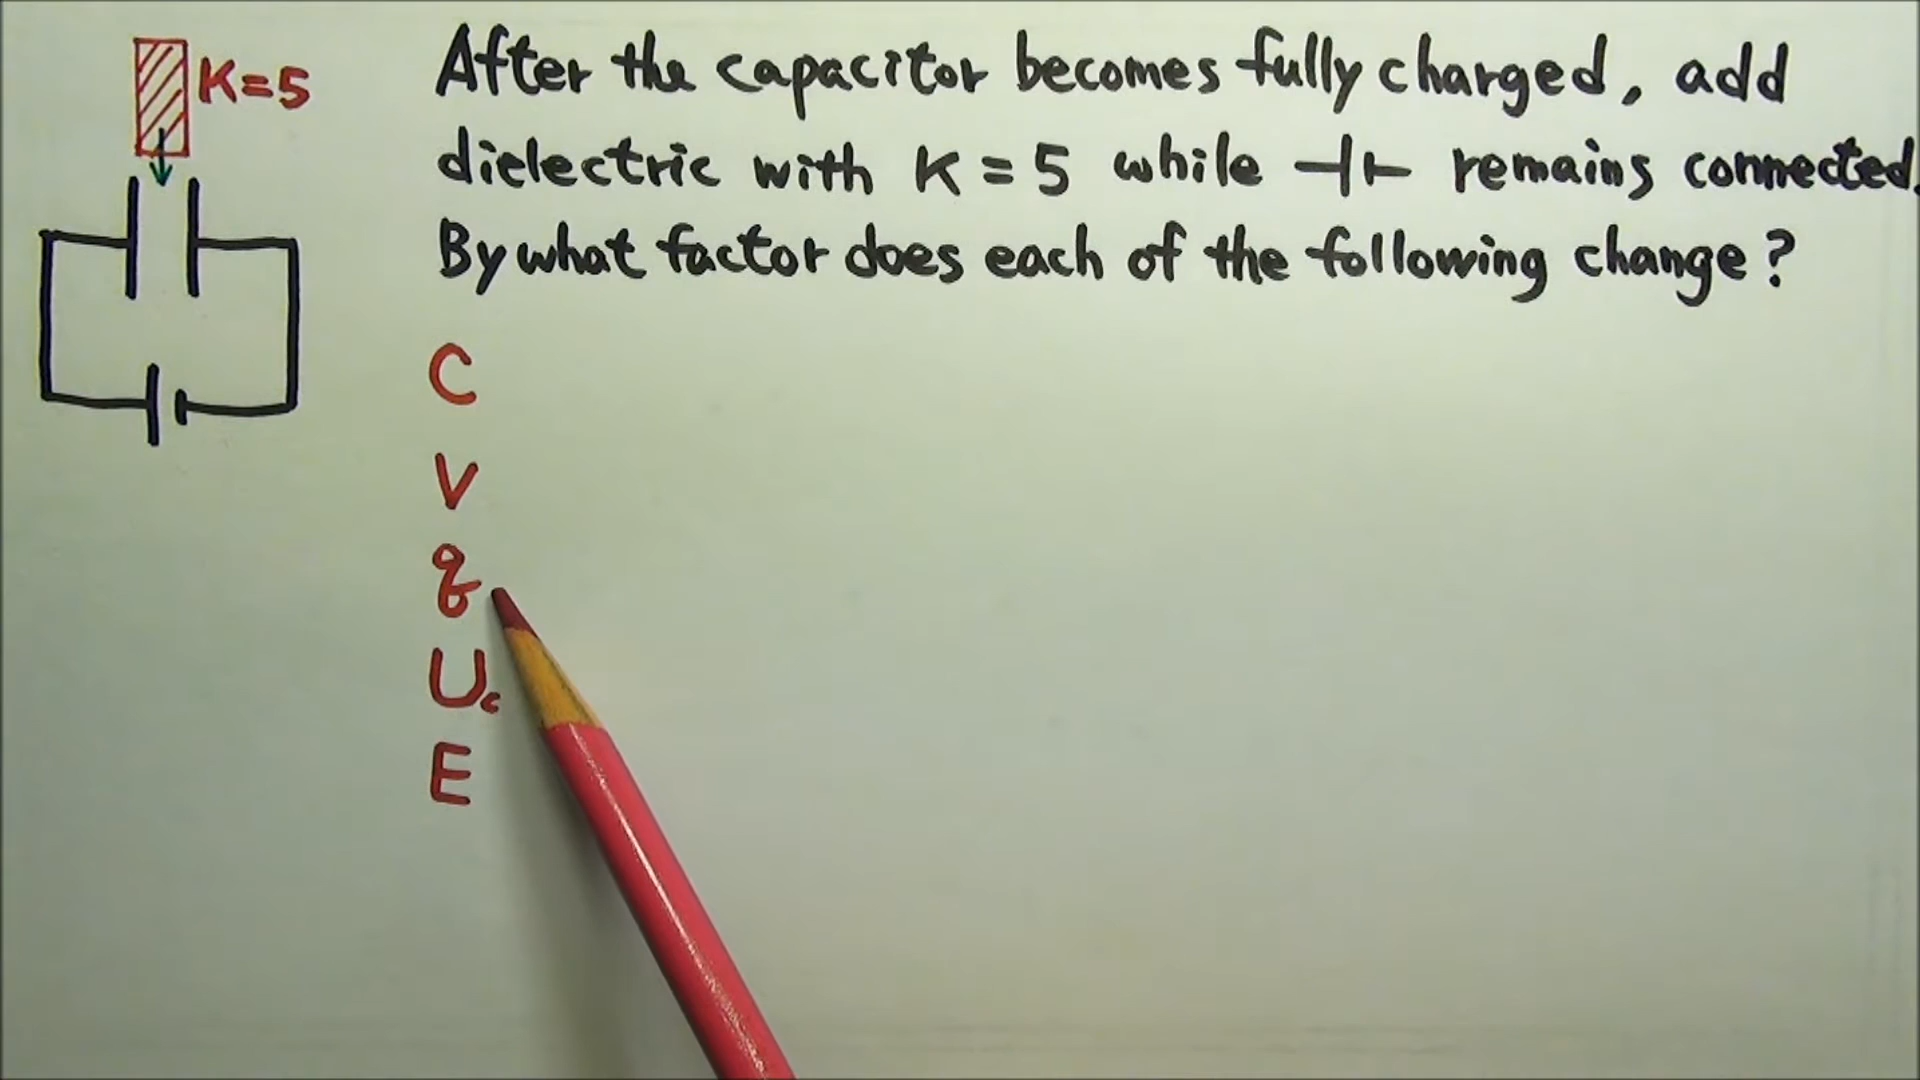 K=5
After the capacitor becomes fully charged, add
dielectric with K = 5 while ⊣⊢ remains connected.
By what factor does each of the following change?
C
V
q
Uc
E